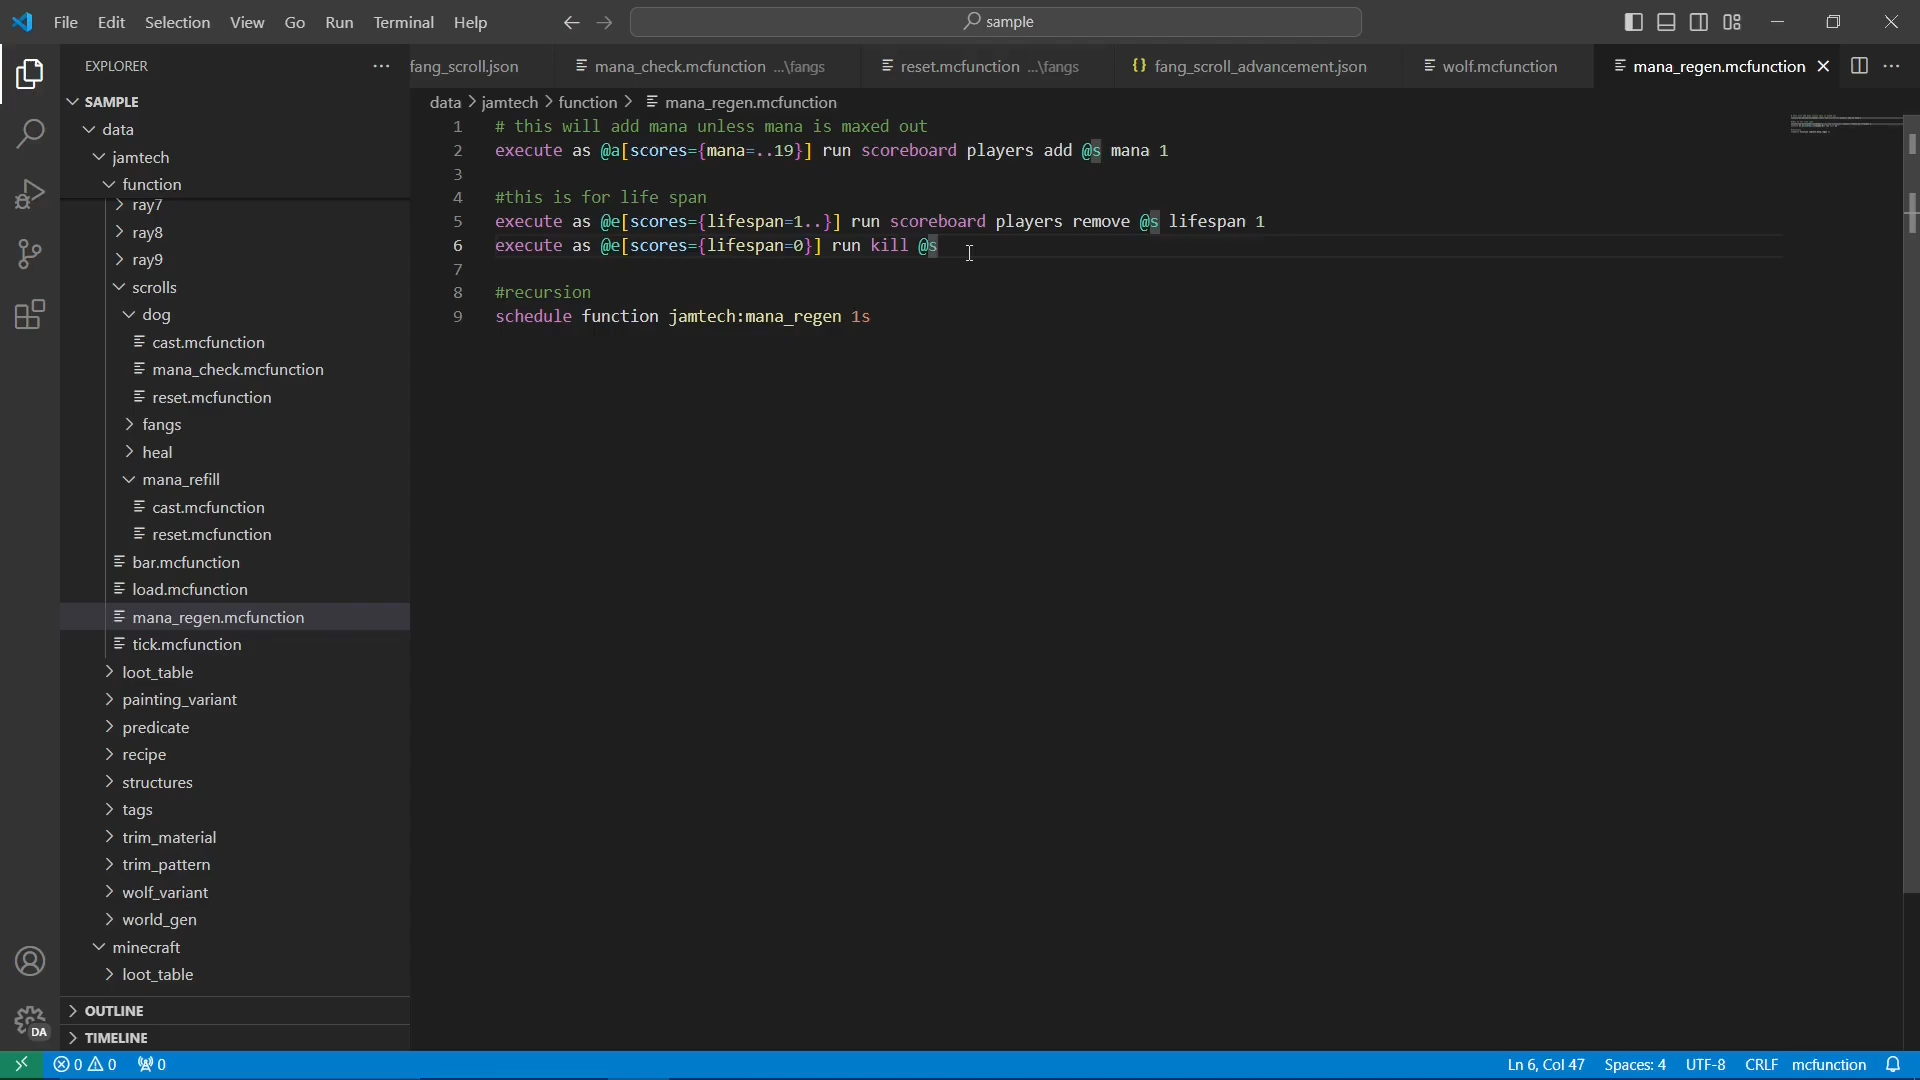 File Edit Selection View Go Run Terminal Help
sample
EXPLORER
fang_scroll.json
mana_check.mcfunction ...\fangs
reset.mcfunction ...\fangs
{} fang_scroll_advancement.json
wolf.mcfunction
mana_regen.mcfunction
SAMPLE
data
jamtech
function
ray7
ray8
ray9
scrolls
dog
cast.mcfunction
mana_check.mcfunction
reset.mcfunction
fangs
heal
mana_refill
cast.mcfunction
reset.mcfunction
bar.mcfunction
load.mcfunction
mana_regen.mcfunction
tick.mcfunction
loot_table
painting_variant
predicate
recipe
structures
tags
trim_material
trim_pattern
wolf_variant
world_gen
minecraft
loot_table
OUTLINE
TIMELINE
data > jamtech > function > mana_regen.mcfunction
1 # this will add mana unless mana is maxed out
2 execute as @a[scores={mana=..19}] run scoreboard players add @s mana 1
3
4 #this is for life span
5 execute as @e[scores={lifespan=1..}] run scoreboard players remove @s lifespan 1
6 execute as @e[scores={lifespan=0}] run kill @s
7
8 #recursion
9 schedule function jamtech:mana_regen 1s
DA
0 0 0
Ln 6, Col 47 Spaces: 4 UTF-8 CRLF mcfunction